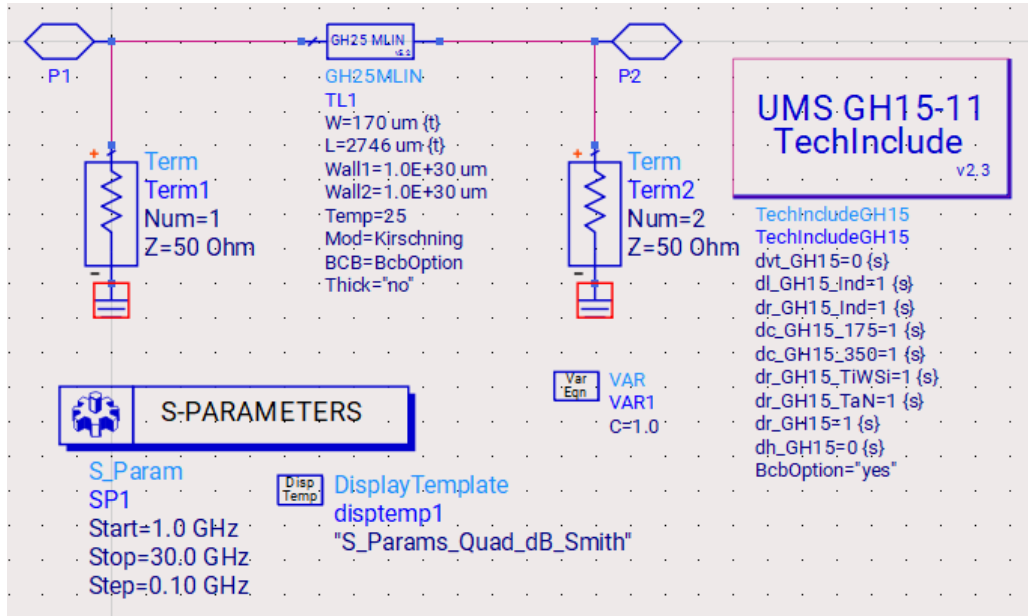 P1
GH25 MLIN
v2.2
P2
GH25MLIN
TL1
W=170 um {t}
L=2746 um {t}
Wall1=1.0E+30 um
Wall2=1.0E+30 um
Temp=25
Mod=Kirschning
BCB=BcbOption
Thick="no"
+
Term
Term1
Num=1
Z=50 Ohm
-
+
Term
Term2
Num=2
Z=50 Ohm
-
UMS GH15-11
TechInclude
v2.3
TechIncludeGH15
TechIncludeGH15
dvt_GH15=0 {s}
dl_GH15_Ind=1 {s}
dr_GH15_Ind=1 {s}
dc_GH15_175=1 {s}
dc_GH15_350=1 {s}
dr_GH15_TiWSi=1 {s}
dr_GH15_TaN=1 {s}
dr_GH15=1 {s}
dh_GH15=0 {s}
BcbOption="yes"
Var
Eqn
VAR
VAR1
C=1.0
S-PARAMETERS
S_Param
SP1
Start=1.0 GHz
Stop=30.0 GHz
Step=0.10 GHz
Disp
Temp
DisplayTemplate
disptemp1
"S_Params_Quad_dB_Smith"